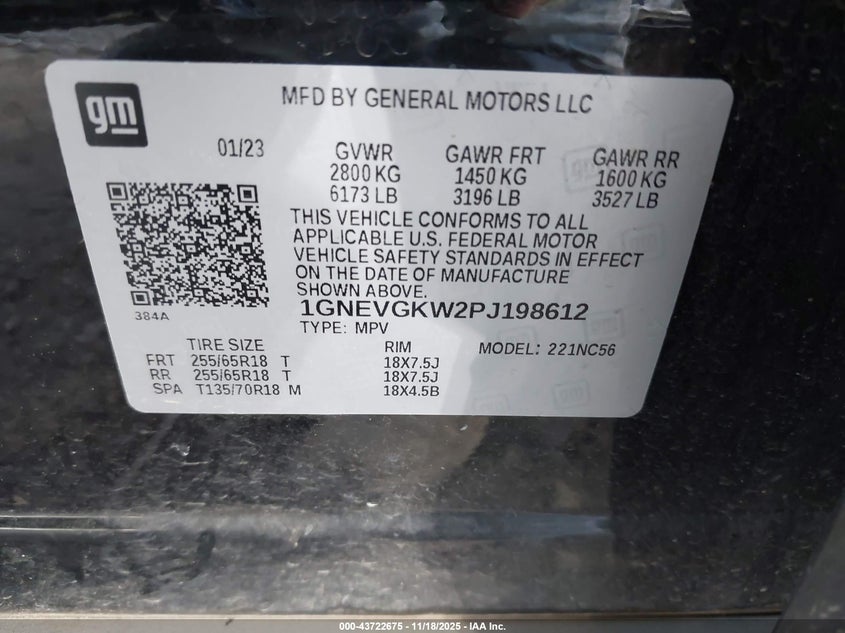 gm
MFD BY GENERAL MOTORS LLC
01/23 GVWR GAWR FRT GAWR RR
2800 KG 1450 KG 1600 KG
6173 LB 3196 LB 3527 LB
THIS VEHICLE CONFORMS TO ALL
APPLICABLE U.S. FEDERAL MOTOR
VEHICLE SAFETY STANDARDS IN EFFECT
ON THE DATE OF MANUFACTURE
SHOWN ABOVE.
384A
1GNEVGKW2PJ198612
TYPE: MPV
TIRE SIZE RIM MODEL: 221NC56
FRT 255/65R18 T 18X7.5J
RR 255/65R18 T 18X7.5J
SPA T135/70R18 M 18X4.5B
000-43722675 - 11/18/2025 - IAA Inc.